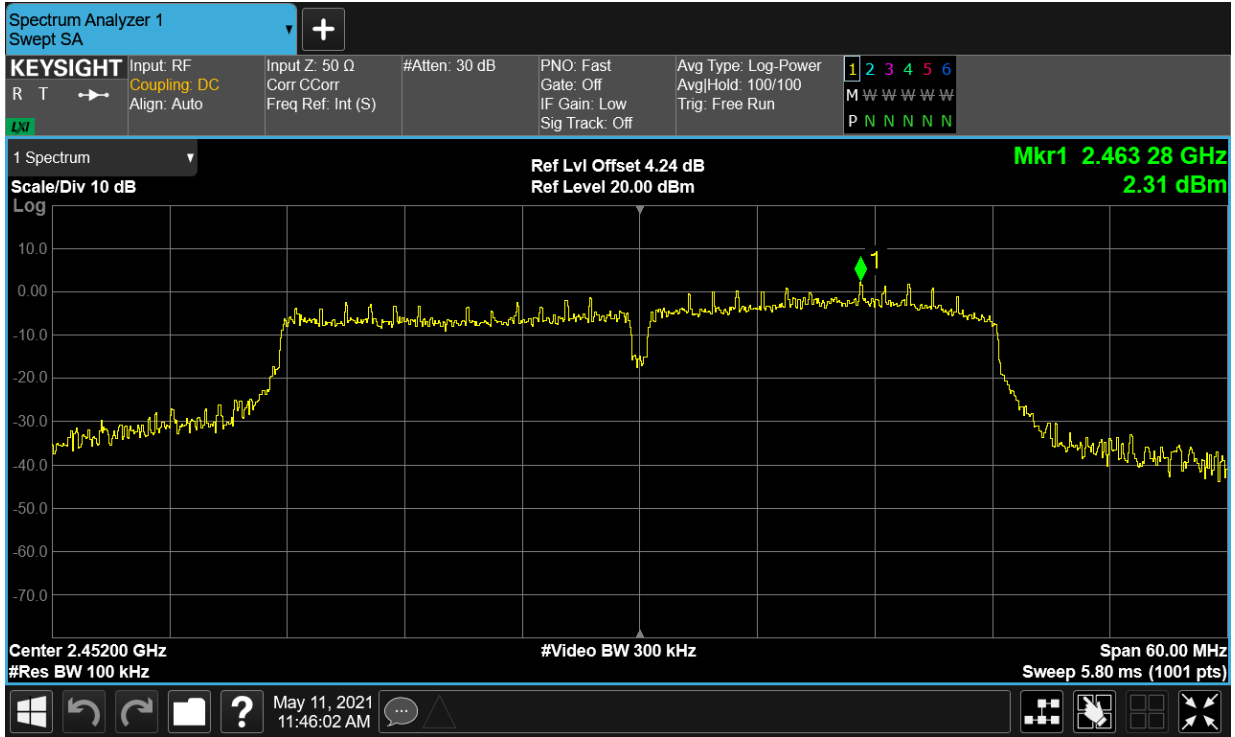 Spectrum Analyzer 1
Swept SA
KEYSIGHT
R T
LXI
Input: RF
Coupling: DC
Align: Auto
Input Z: 50 Ω
Corr CCorr
Freq Ref: Int (S)
#Atten: 30 dB
PNO: Fast
Gate: Off
IF Gain: Low
Sig Track: Off
Avg Type: Log-Power
Avg|Hold: 100/100
Trig: Free Run
1 2 3 4 5 6
M W W W W W
P N N N N N
1 Spectrum
Scale/Div 10 dB
Log
Ref Lvl Offset 4.24 dB
Ref Level 20.00 dBm
Mkr1 2.463 28 GHz
2.31 dBm
1
10.0
0.00
-10.0
-20.0
-30.0
-40.0
-50.0
-60.0
-70.0
Center 2.45200 GHz
#Res BW 100 kHz
#Video BW 300 kHz
Span 60.00 MHz
Sweep 5.80 ms (1001 pts)
?
May 11, 2021
11:46:02 AM